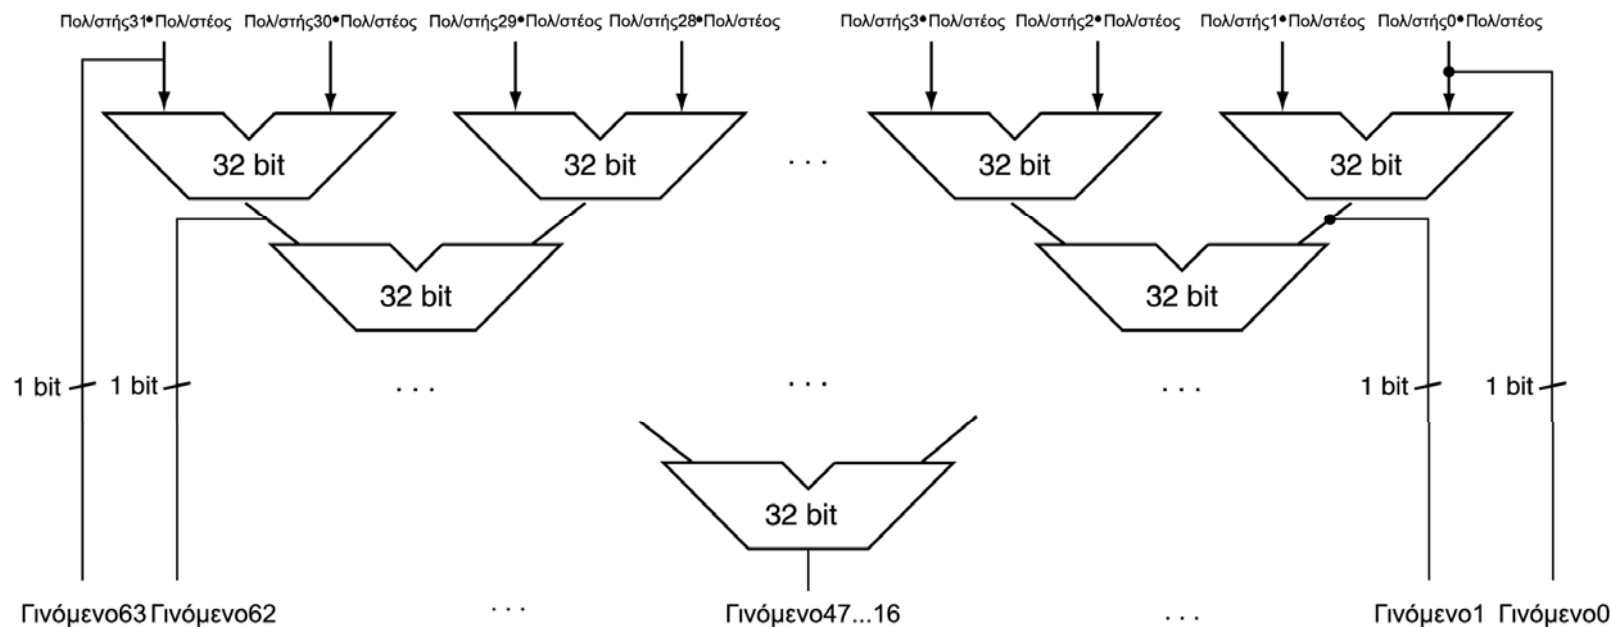 Πολ/στής31•Πολ/στέος Πολ/στής30•Πολ/στέος Πολ/στής29•Πολ/στέος Πολ/στής28•Πολ/στέος Πολ/στής3•Πολ/στέος Πολ/στής2•Πολ/στέος Πολ/στής1•Πολ/στέος Πολ/στής0•Πολ/στέος
32 bit 32 bit . . . 32 bit 32 bit
32 bit 32 bit
1 bit 1 bit . . . . . . . . . 1 bit 1 bit
32 bit
Γινόμενο63 Γινόμενο62 . . . Γινόμενο47...16 . . . Γινόμενο1 Γινόμενο0